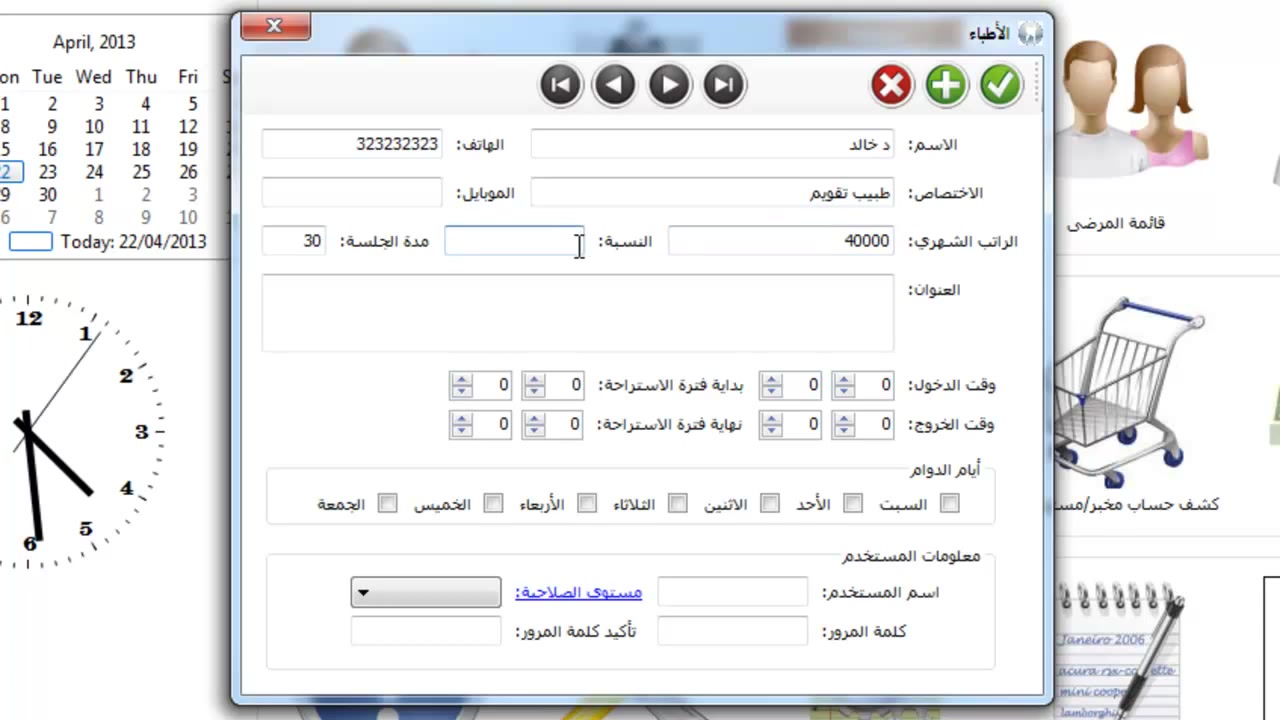 April, 2013
on Tue Wed Thu Fri S
1 2 3 4 5
8 9 10 11 12
5 16 17 18 19
22 23 24 25 26
29 30 1 2 3
6 7 8 9 10
Today: 22/04/2013
12
1
2
3
4
5
6
الأطباء
الاسم: د خالد الهاتف: 323232323
الاختصاص: طبيب تقويم الموبايل:
الراتب الشهري: 40000 النسبة: مدة الجلسة: 30
العنوان:
وقت الدخول: 0 0 بداية فترة الاستراحة: 0 0
وقت الخروج: 0 0 نهاية فترة الاستراحة: 0 0
أيام الدوام
السبت الأحد الاثنين الثلاثاء الأربعاء الخميس الجمعة
معلومات المستخدم
اسم المستخدم: مستوى الصلاحية:
كلمة المرور: تأكيد كلمة المرور:
قائمة المرضى
كشف حساب مخبر/مس
Janeiro 2006
mini coope
lamborghi